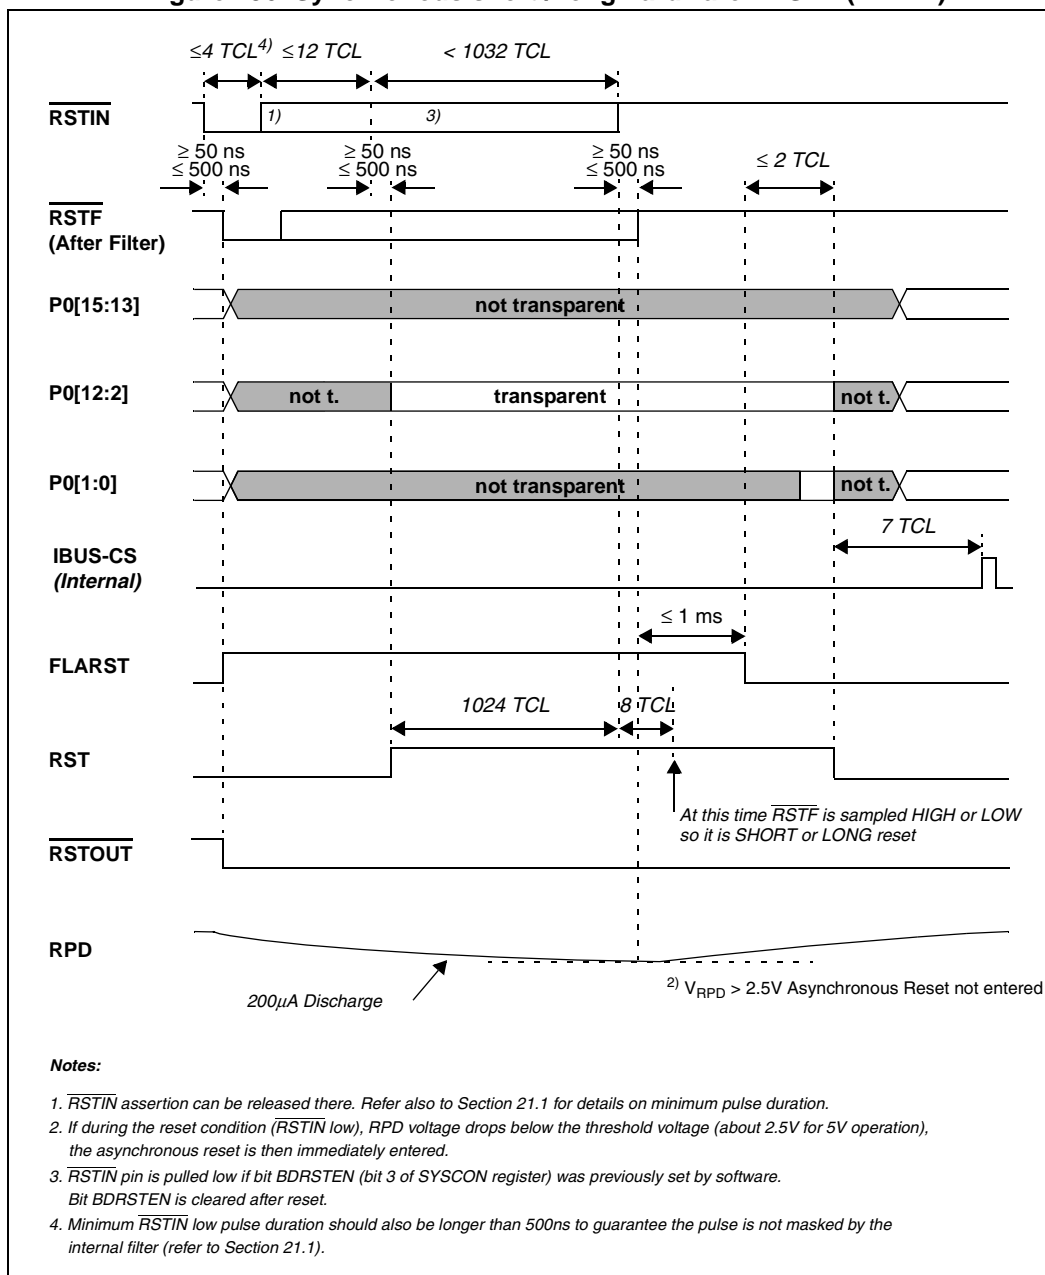 ≤4 TCL4) ≤12 TCL < 1032 TCL
RSTIN 1) 3)
≥ 50 ns ≥ 50 ns ≥ 50 ns
≤ 500 ns ≤ 500 ns ≤ 500 ns ≤ 2 TCL
RSTF
(After Filter)
P0[15:13] not transparent
P0[12:2] not t. transparent not t.
P0[1:0] not transparent not t.
7 TCL
IBUS-CS
(Internal)
≤ 1 ms
FLARST
1024 TCL 8 TCL
RST
At this time RSTF is sampled HIGH or LOW
so it is SHORT or LONG reset
RSTOUT
RPD
200μA Discharge
2) VRPD > 2.5V Asynchronous Reset not entered
Notes:
1. RSTIN assertion can be released there. Refer also to Section 21.1 for details on minimum pulse duration.
2. If during the reset condition (RSTIN low), RPD voltage drops below the threshold voltage (about 2.5V for 5V operation),
the asynchronous reset is then immediately entered.
3. RSTIN pin is pulled low if bit BDRSTEN (bit 3 of SYSCON register) was previously set by software.
Bit BDRSTEN is cleared after reset.
4. Minimum RSTIN low pulse duration should also be longer than 500ns to guarantee the pulse is not masked by the
internal filter (refer to Section 21.1).